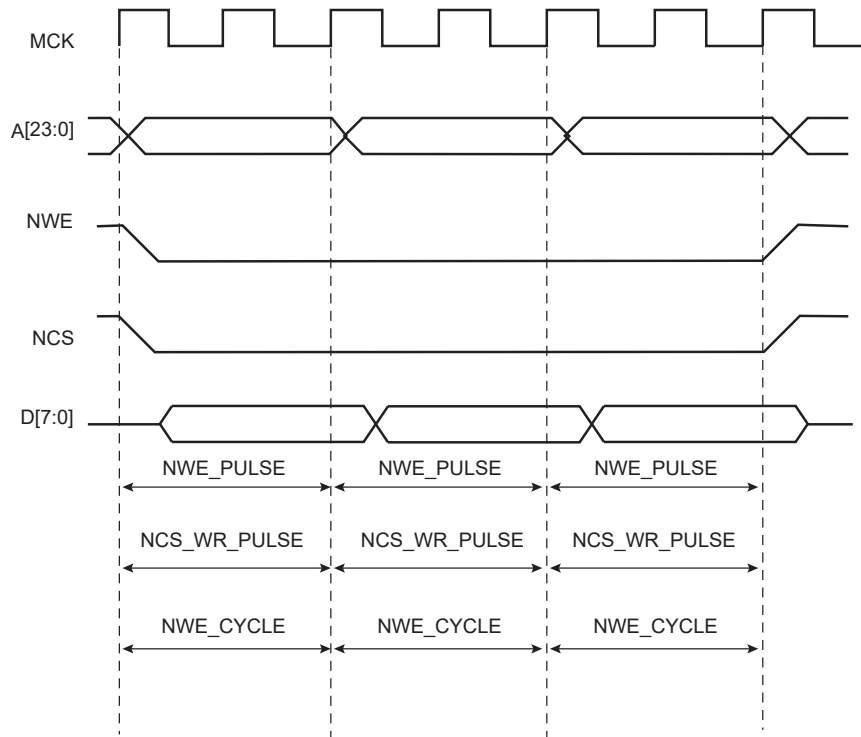 MCK
A[23:0]
NWE
NCS
D[7:0]
NWE_PULSE NWE_PULSE NWE_PULSE
NCS_WR_PULSE NCS_WR_PULSE NCS_WR_PULSE
NWE_CYCLE NWE_CYCLE NWE_CYCLE